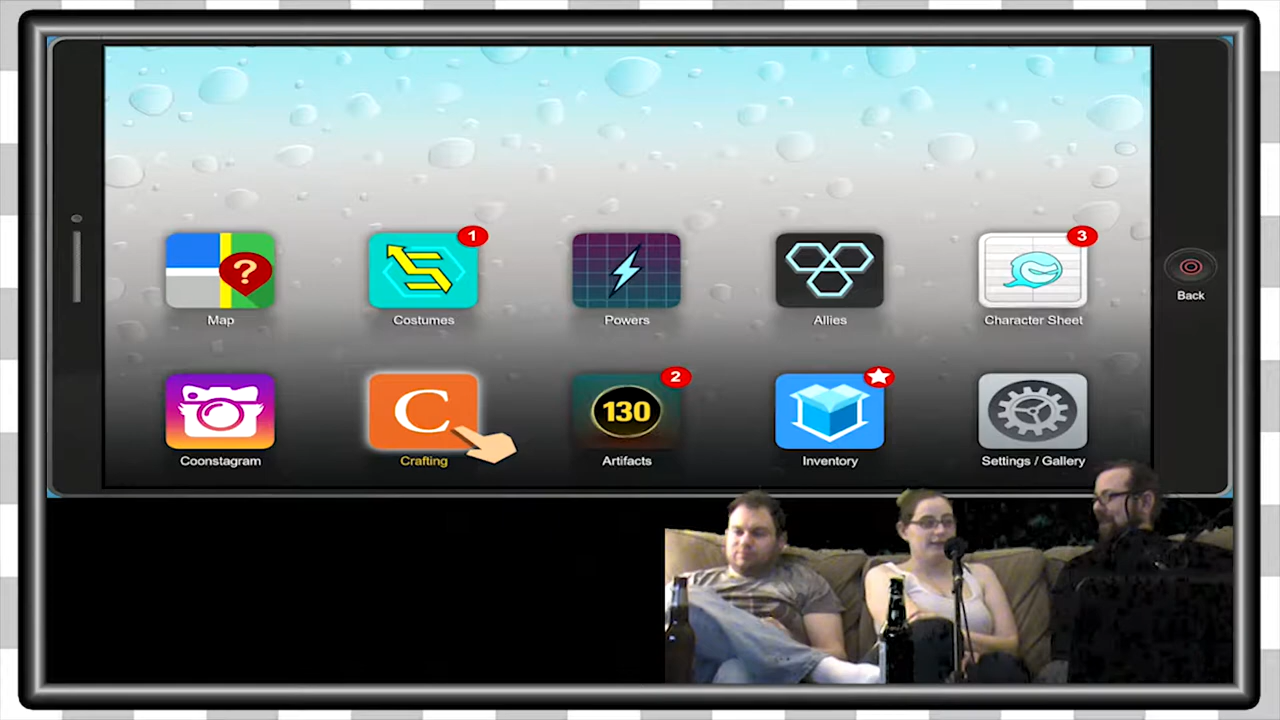 1
3
?
Map
Costumes
Powers
Allies
Character Sheet
Back
2
C
130
Coonstagram
Crafting
Artifacts
Inventory
Settings / Gallery